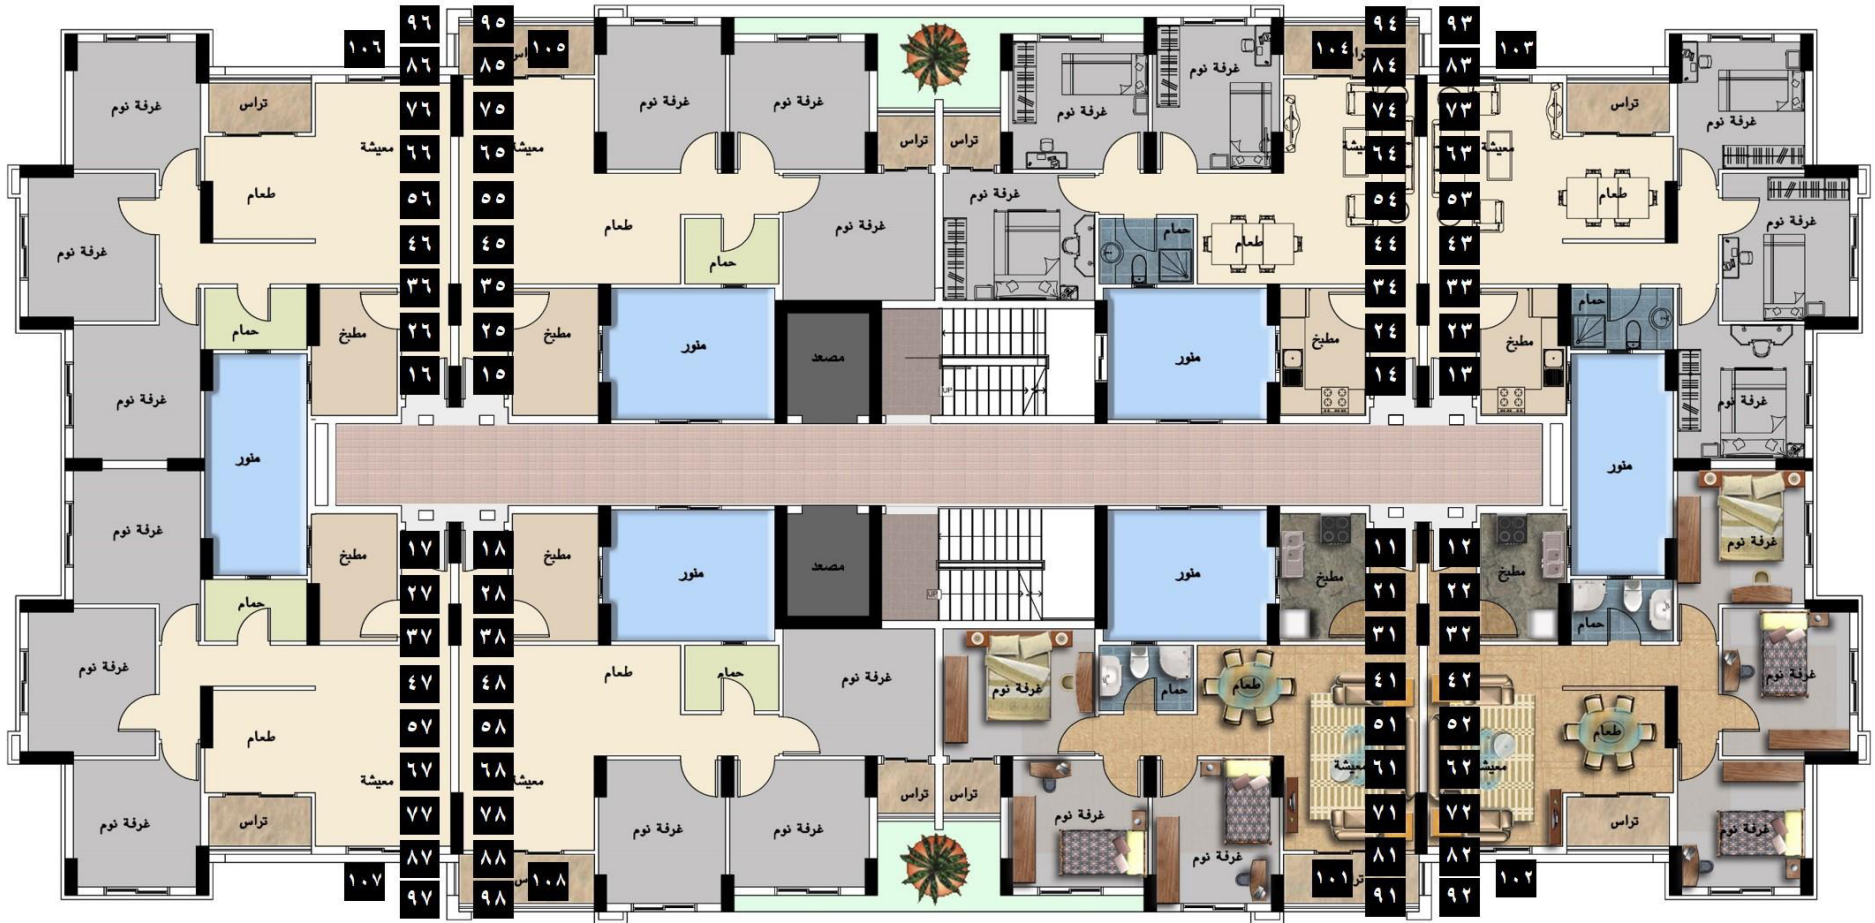 ٩٦ ٩٥ ٩٤ ٩٣
١٠٦ ١٠٥ ١٠٤ ١٠٣
٨٦ ٨٥ ٨٤ ٨٣
غرفة نوم تراس ٧٦ ٧٥ غرفة نوم غرفة نوم غرفة نوم غرفة نوم ٧٤ ٧٣ تراس غرفة نوم
معيشة ٦٦ ٦٥ معيشة تراس تراس معيشة ٦٤ ٦٣ معيشة
طعام ٥٦ ٥٥ غرفة نوم ٥٤ ٥٣ طعام
غرفة نوم ٤٦ ٤٥ طعام غرفة نوم حمام طعام ٤٤ ٤٣ غرفة نوم
٣٦ ٣٥ حمام ٣٤ ٣٣
حمام مطبخ ٢٦ ٢٥ مطبخ منور مصعد UP منور مطبخ ٢٤ ٢٣ مطبخ حمام
غرفة نوم ١٦ ١٥ ١٤ ١٣ غرفة نوم
منور منور
غرفة نوم مطبخ ١٧ ١٨ مطبخ منور مصعد UP منور مطبخ ١١ ١٢ مطبخ غرفة نوم
حمام ٢٧ ٢٨ ٢١ ٢٢
٣٧ ٣٨ ٣١ ٣٢ حمام
غرفة نوم ٤٧ ٤٨ طعام حمام غرفة نوم غرفة نوم حمام طعام ٤١ ٤٢ غرفة نوم
طعام ٥٧ ٥٨ ٥١ ٥٢ طعام
معيشة ٦٧ ٦٨ معيشة تراس تراس معيشة ٦١ ٦٢ معيشة
غرفة نوم تراس ٧٧ ٧٨ غرفة نوم غرفة نوم غرفة نوم ٧١ ٧٢ تراس غرفة نوم
٨٧ ٨٨ غرفة نوم ٨١ ٨٢
١٠٧ ١٠٨ ١٠١ ١٠٢
٩٧ ٩٨ ٩١ ٩٢